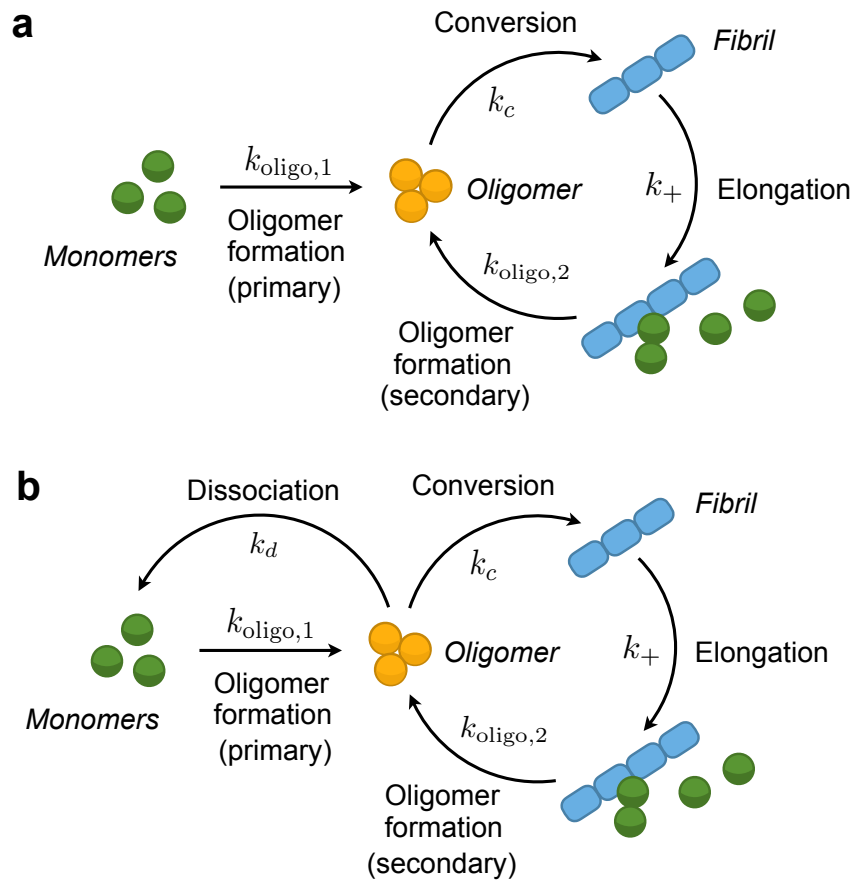 a
Conversion
Fibril
k_c
k_oligo,1
Oligomer
k_+
Elongation
Monomers
Oligomer
formation
(primary)
k_oligo,2
Oligomer
formation
(secondary)
b
Dissociation
Conversion
Fibril
k_d
k_c
k_oligo,1
Oligomer
k_+
Elongation
Monomers
Oligomer
formation
(primary)
k_oligo,2
Oligomer
formation
(secondary)